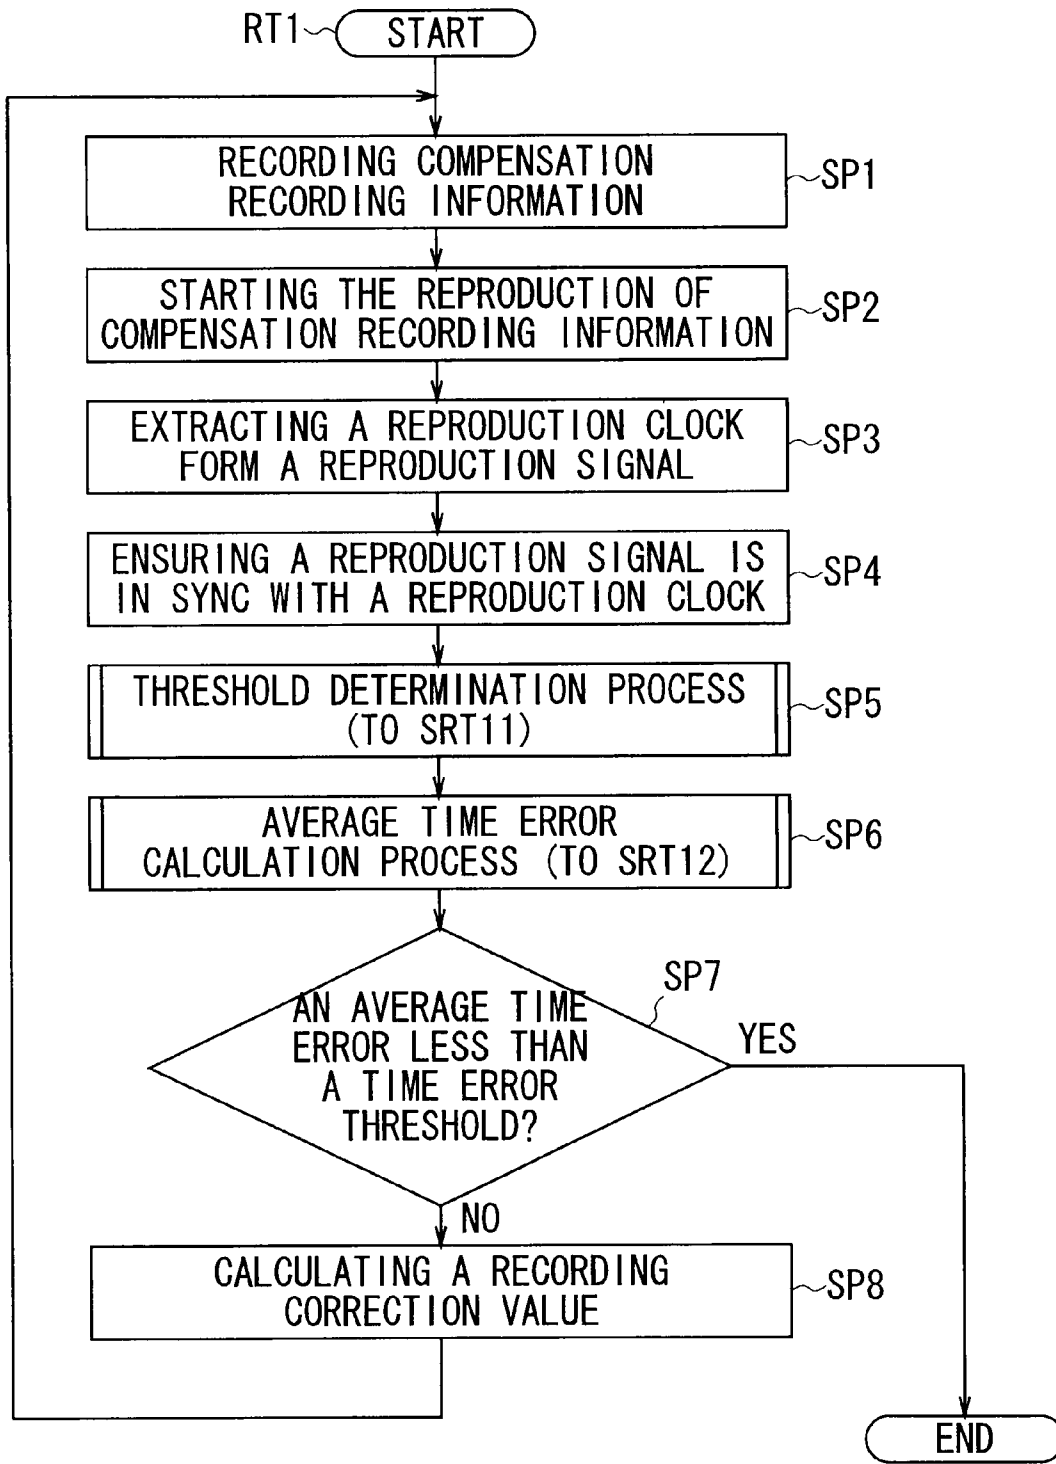 RT1
START
RECORDING COMPENSATION
RECORDING INFORMATION
SP1
STARTING THE REPRODUCTION OF
COMPENSATION RECORDING INFORMATION
SP2
EXTRACTING A REPRODUCTION CLOCK
FORM A REPRODUCTION SIGNAL
SP3
ENSURING A REPRODUCTION SIGNAL IS
IN SYNC WITH A REPRODUCTION CLOCK
SP4
THRESHOLD DETERMINATION PROCESS
(TO SRT11)
SP5
AVERAGE TIME ERROR
CALCULATION PROCESS (TO SRT12)
SP6
SP7
AN AVERAGE TIME
ERROR LESS THAN
A TIME ERROR
THRESHOLD?
YES
NO
CALCULATING A RECORDING
CORRECTION VALUE
SP8
END